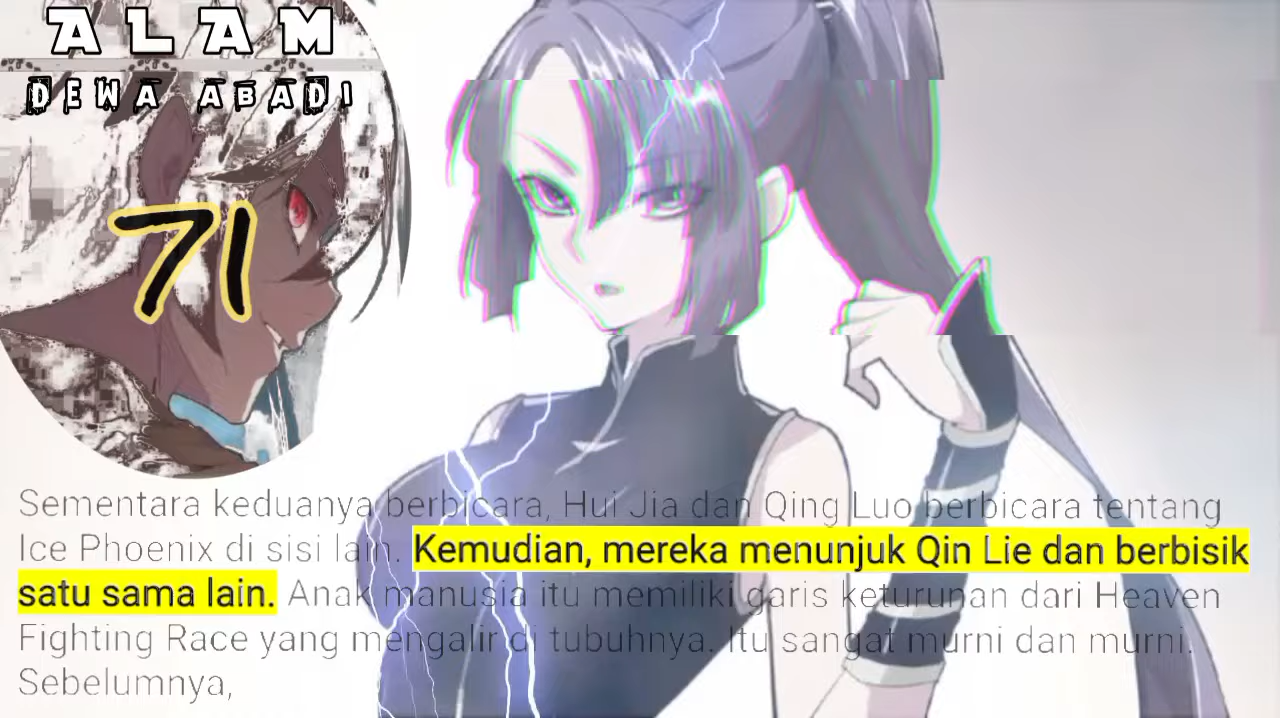 ALAM
DEWA ABADI
71
Sementara keduanya berbicara, Hui Jia dan Qing Luo berbicara tentang
Ice Phoenix di sisi lain. Kemudian, mereka menunjuk Qin Lie dan berbisik
satu sama lain. Anak manusia itu memiliki garis keturunan dari Heaven
Fighting Race yang mengalir di tubuhnya. Itu sangat murni dan murni.
Sebelumnya,